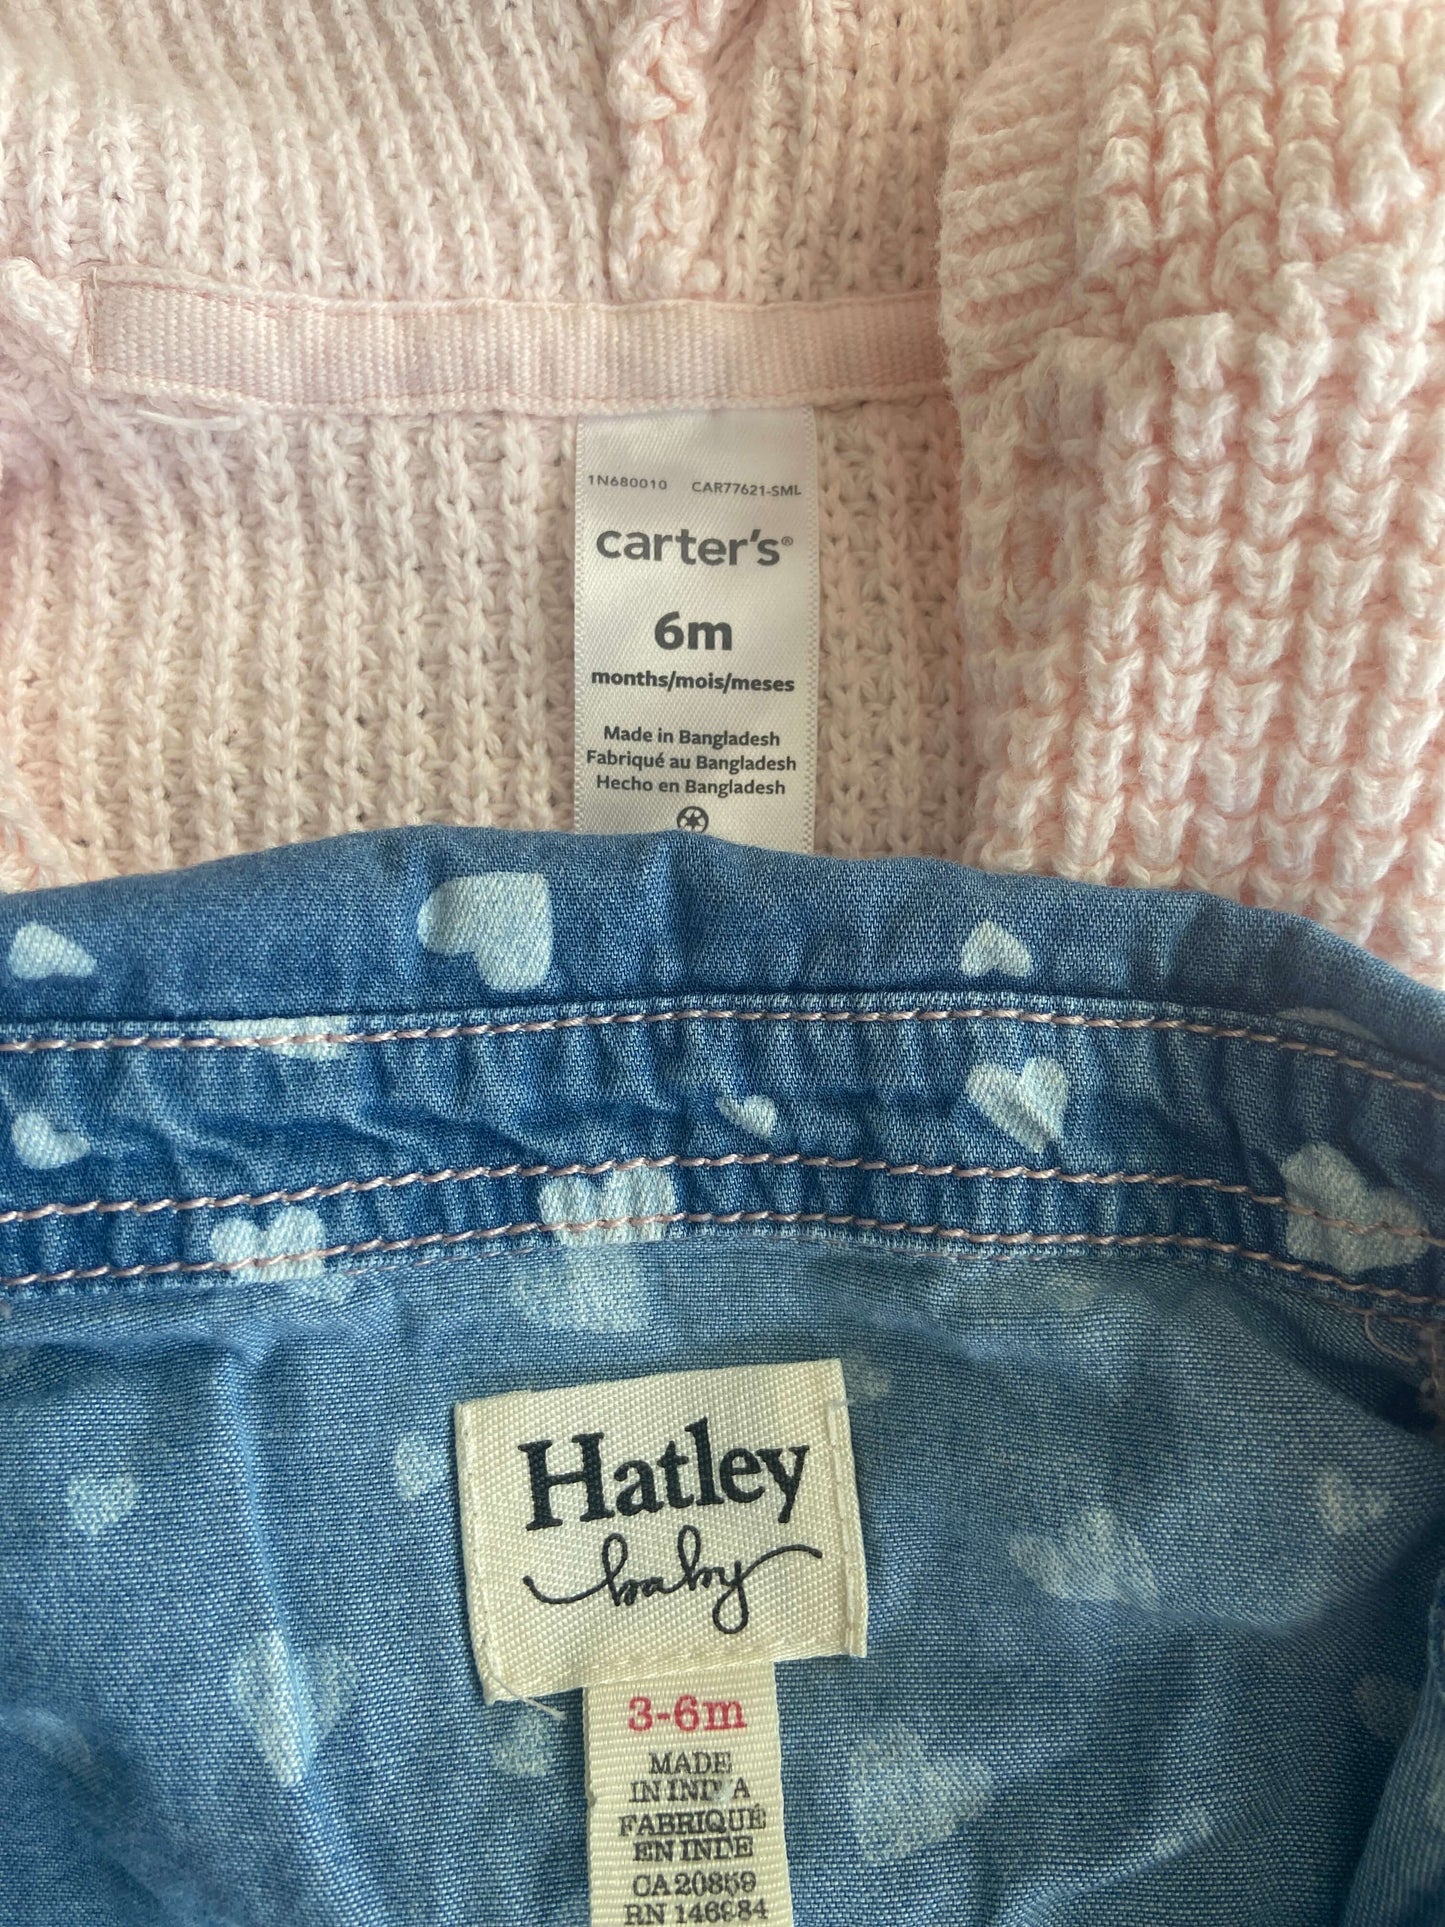 1N680010 CAR77621-SML
carter's®
6m
months/mois/meses
Made in Bangladesh
Fabriqué au Bangladesh
Hecho en Bangladesh
Hatley
baby
3-6m
MADE
IN INDIA
FABRIQUÉ
EN INDE
CA 20859
RN 146984